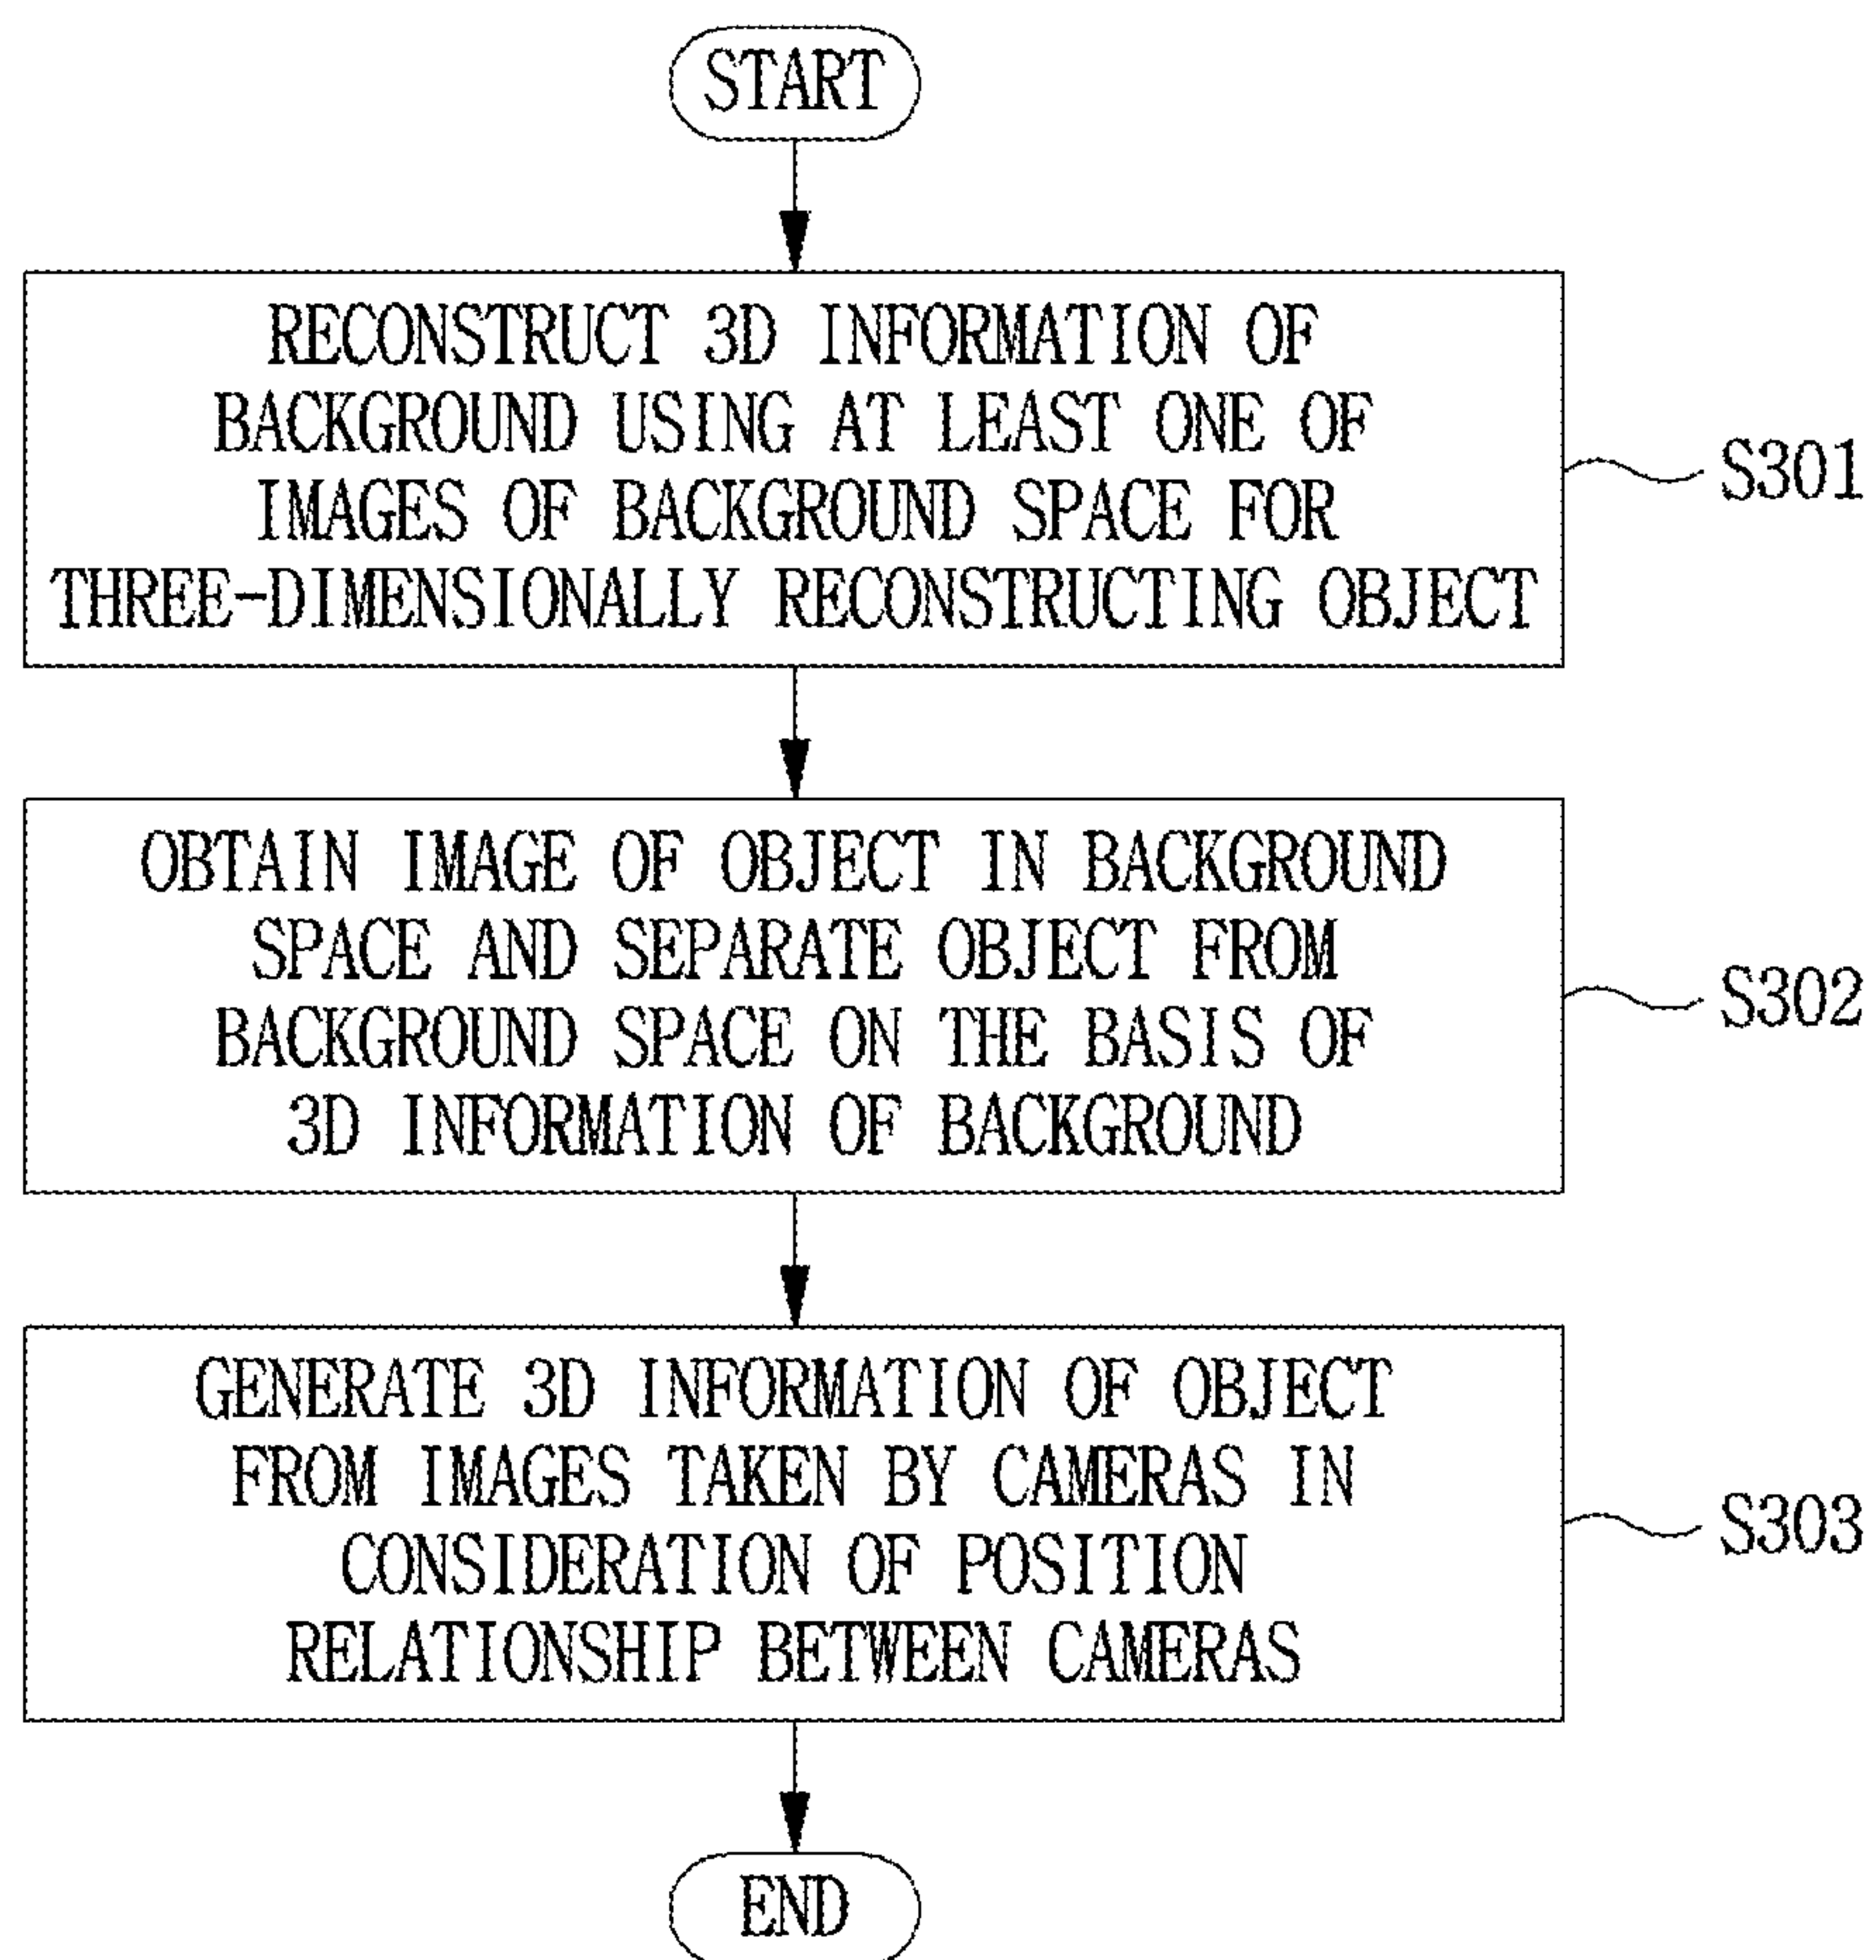 START
RECONSTRUCT 3D INFORMATION OF
BACKGROUND USING AT LEAST ONE OF
IMAGES OF BACKGROUND SPACE FOR
THREE-DIMENSIONALLY RECONSTRUCTING OBJECT
S301
OBTAIN IMAGE OF OBJECT IN BACKGROUND
SPACE AND SEPARATE OBJECT FROM
BACKGROUND SPACE ON THE BASIS OF
3D INFORMATION OF BACKGROUND
S302
GENERATE 3D INFORMATION OF OBJECT
FROM IMAGES TAKEN BY CAMERAS IN
CONSIDERATION OF POSITION
RELATIONSHIP BETWEEN CAMERAS
S303
END